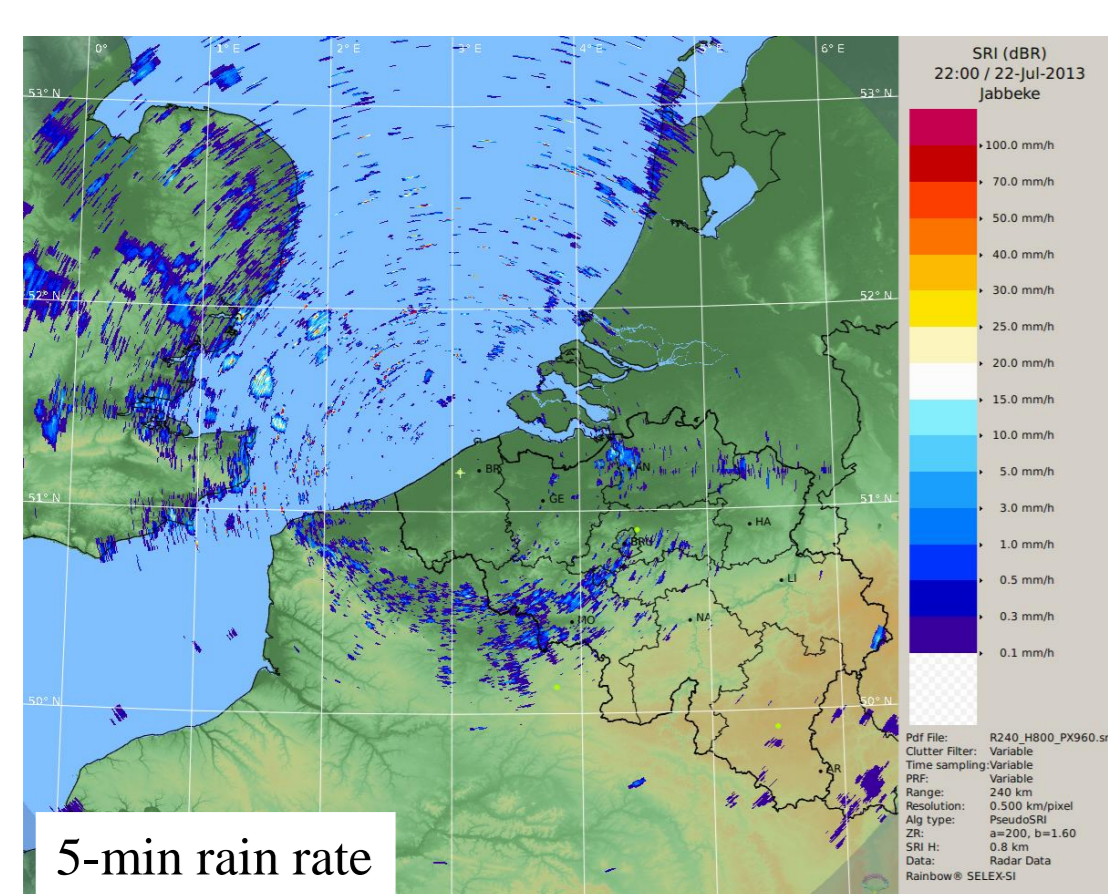 SRI (dBR)
22:00 / 22-Jul-2013
Jabbeke
0° 1° E 2° E 3° E 4° E 5° E 6° E
53° N 53° N
52° N 52° N
51° N 51° N
50° N 50° N
BR
AN
GE
HA
BRU
LI
MO
NA
AR
100.0 mm/h
70.0 mm/h
50.0 mm/h
40.0 mm/h
30.0 mm/h
25.0 mm/h
20.0 mm/h
15.0 mm/h
10.0 mm/h
5.0 mm/h
3.0 mm/h
1.0 mm/h
0.5 mm/h
0.3 mm/h
0.1 mm/h
Pdf File: R240_H800_PX960.sr
Clutter Filter: Variable
Time sampling:Variable
PRF: Variable
Range: 240 km
Resolution: 0.500 km/pixel
Alg type: PseudoSRI
ZR: a=200, b=1.60
SRI H: 0.8 km
Data: Radar Data
Rainbow® SELEX-SI
5-min rain rate